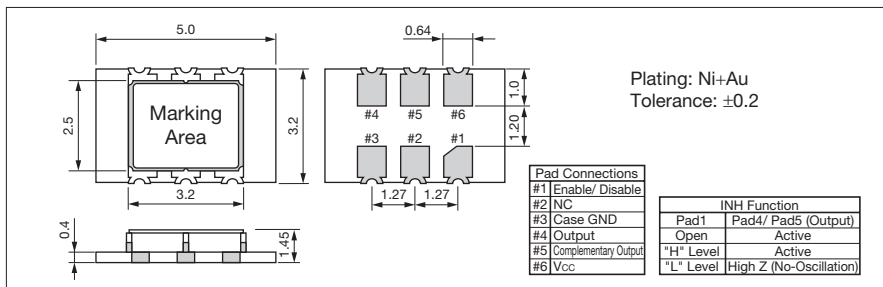 5.0
2.5
Marking
Area
3.2
3.2
0.4
1.45
0.64
#4 #5 #6
#3 #2 #1
1.0
1.20
1.27 1.27
Plating: Ni+Au
Tolerance: ±0.2
Pad Connections
#1 Enable/ Disable
#2 NC
#3 Case GND
#4 Output
#5 Complementary Output
#6 Vcc
INH Function
Pad1 Pad4/ Pad5 (Output)
Open Active
"H" Level Active
"L" Level High Z (No-Oscillation)